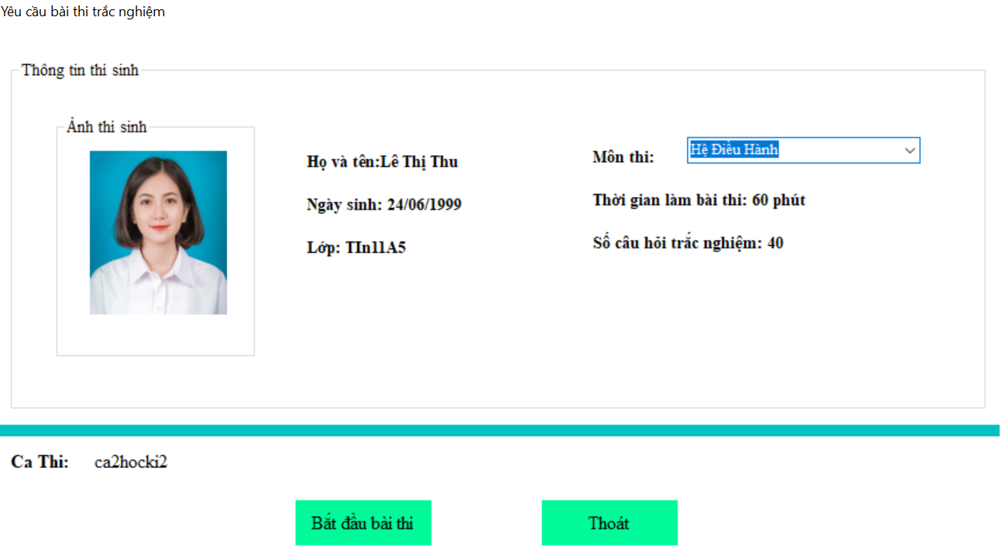 Yêu cầu bài thi trắc nghiệm
Thông tin thí sinh
Ảnh thí sinh
Họ và tên:Lê Thị Thu
Ngày sinh: 24/06/1999
Lớp: TIn11A5
Môn thi:
Hệ Điều Hành
Thời gian làm bài thi: 60 phút
Số câu hỏi trắc nghiệm: 40
Ca Thi: ca2hocki2
Bắt đầu bài thi
Thoát